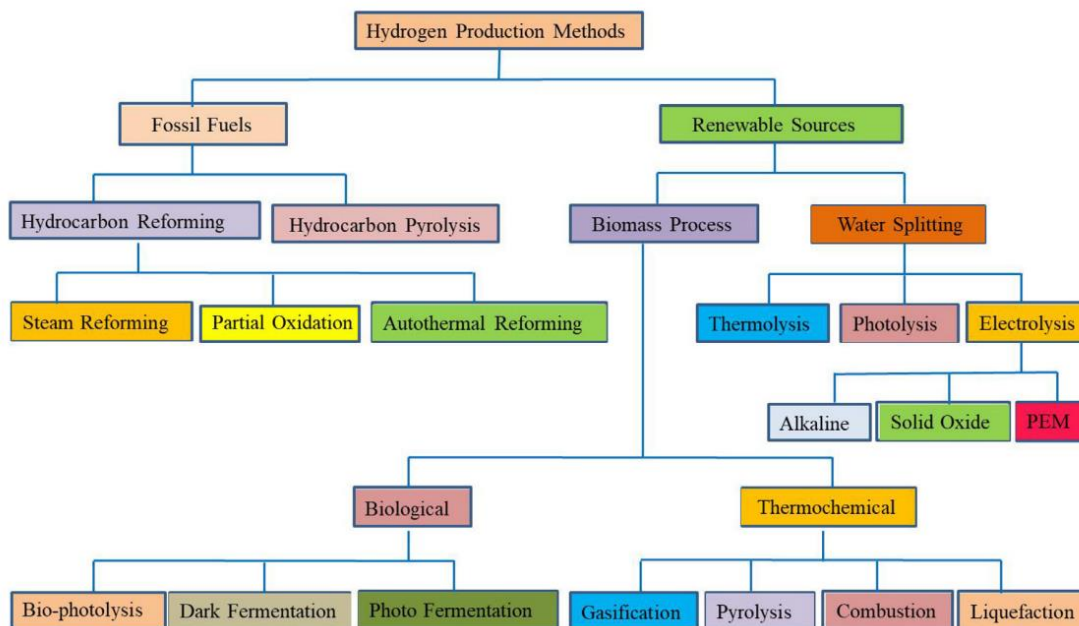 Hydrogen Production Methods
Fossil Fuels
Renewable Sources
Hydrocarbon Reforming
Hydrocarbon Pyrolysis
Biomass Process
Water Splitting
Steam Reforming
Partial Oxidation
Autothermal Reforming
Thermolysis
Photolysis
Electrolysis
Alkaline
Solid Oxide
PEM
Biological
Thermochemical
Bio-photolysis
Dark Fermentation
Photo Fermentation
Gasification
Pyrolysis
Combustion
Liquefaction